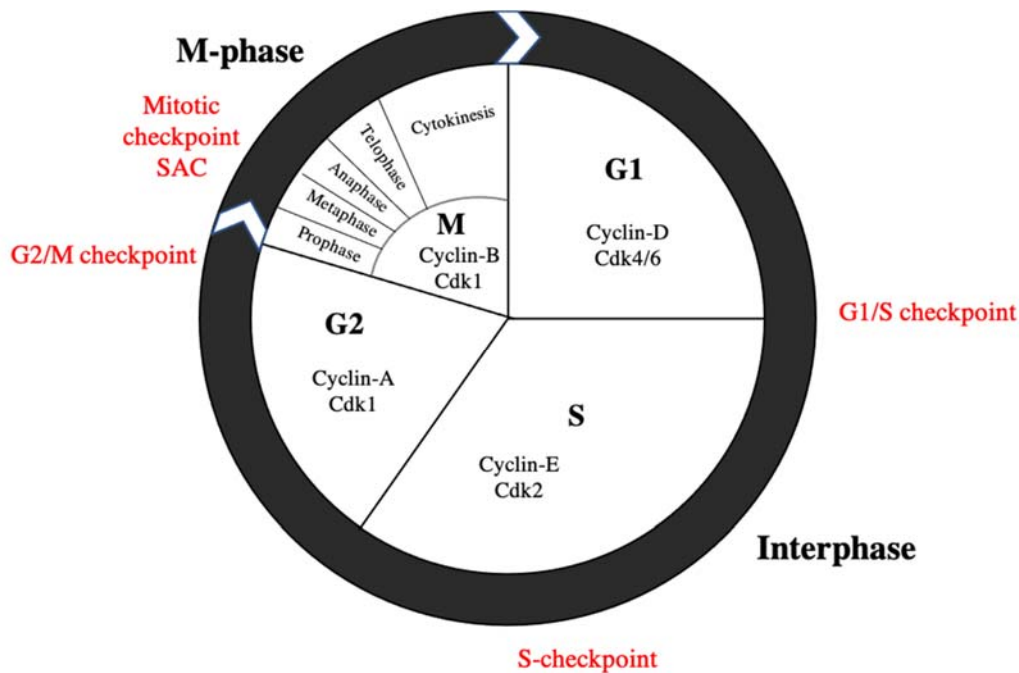 M-phase
Mitotic
checkpoint
SAC
G2/M checkpoint
Cytokinesis
Telophase
Anaphase
Metaphase
Prophase
M
Cyclin-B
Cdk1
G1
Cyclin-D
Cdk4/6
G1/S checkpoint
G2
Cyclin-A
Cdk1
S
Cyclin-E
Cdk2
Interphase
S-checkpoint